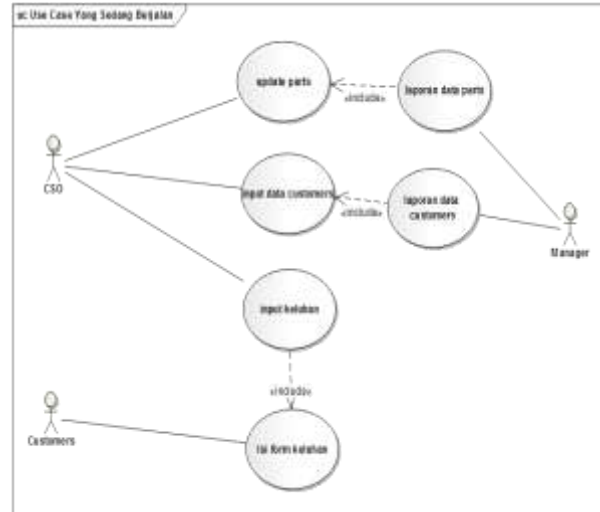 uc Use Case Yang Sedang Berjalan
update parts
laporan data parts
«include»
CSO
input data customers
laporan data
customers
«include»
Manager
input keluhan
«include»
Customers
Isi form keluhan